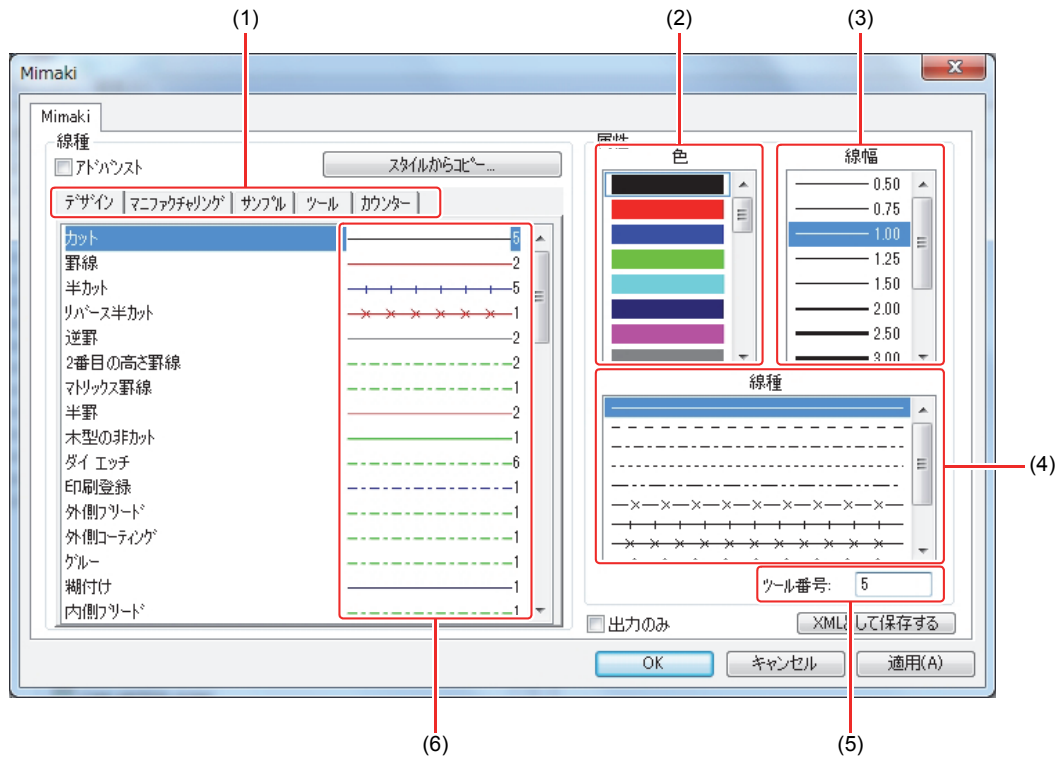 (1)
(2)
(3)
Mimaki
Mimaki
線種
アドバンスト
スタイルからコピー...
デザイン
マニファクチャリング
サンプル
ツール
カウンター
カット 5
罫線 2
半カット 5
リバース半カット 1
逆罫 2
2番目の高さ罫線 2
マトリックス罫線 1
半罫 2
木型の非カット 1
ダイ エッチ 6
印刷登録 1
外側ブリード 1
外側コーティング 1
グルー 1
糊付け 1
内側ブリード 1
属性
色
線幅
0.50
0.75
1.00
1.25
1.50
2.00
2.50
3.00
線種
(4)
ツール番号: 5
出力のみ
XMLとして保存する
OK
キャンセル
適用(A)
(6)
(5)